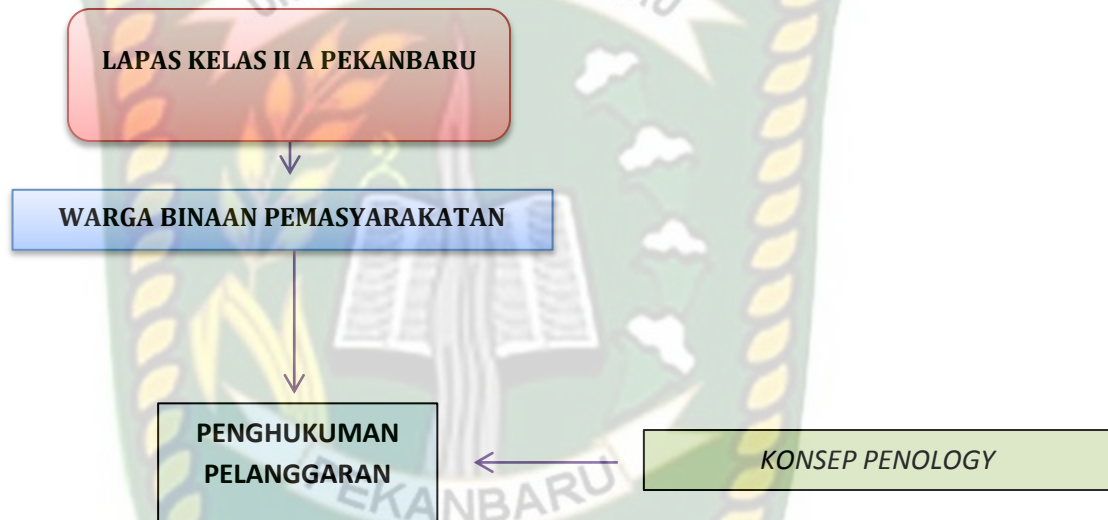 LAPAS KELAS II A PEKANBARU
WARGA BINAAN PEMASYARAKATAN
PENGHUKUMAN
PELANGGARAN
KONSEP PENOLOGY
PEKANBARU